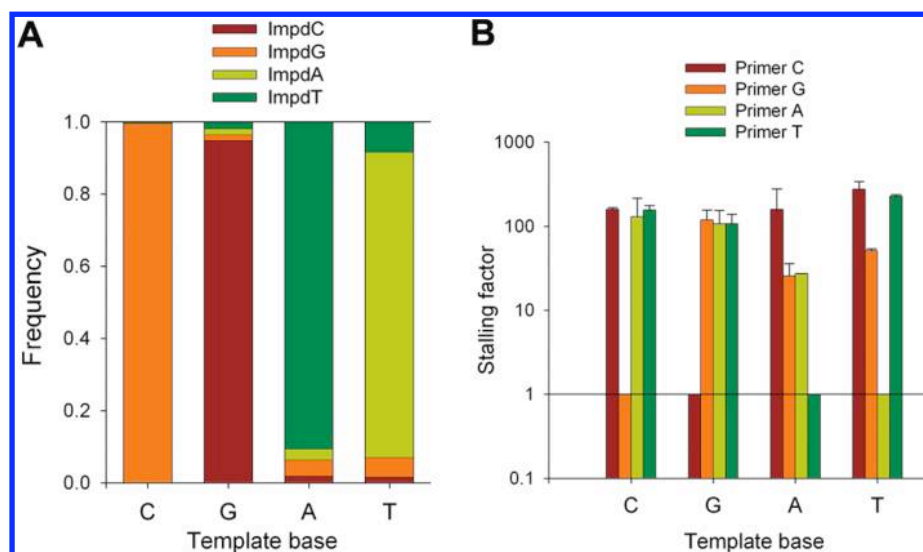 A
ImpdC
ImpdG
ImpdA
ImpdT
Frequency
1.0
0.8
0.6
0.4
0.2
0.0
C G A T
Template base
B
Primer C
Primer G
Primer A
Primer T
Stalling factor
1000
100
10
1
0.1
C G A T
Template base